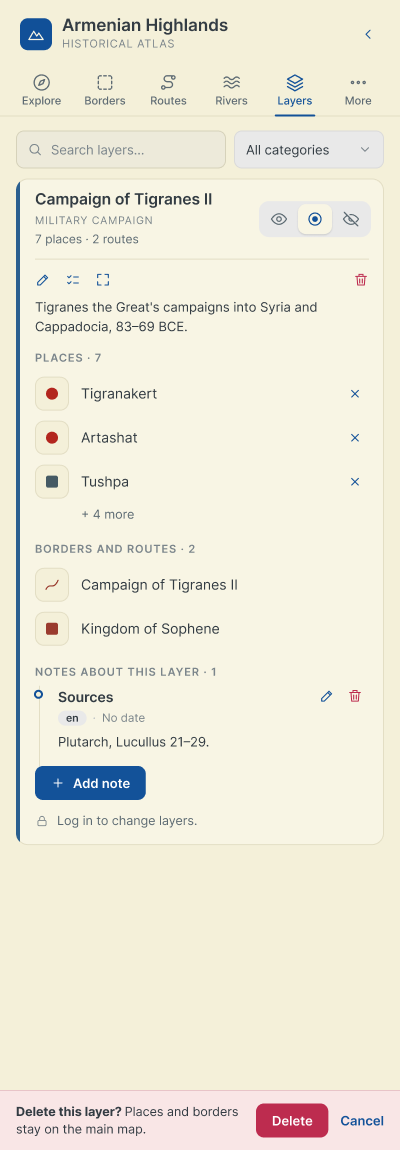 Armenian Highlands
HISTORICAL ATLAS
Explore
Borders
Routes
Rivers
Layers
More
Search layers...
All categories
Campaign of Tigranes II
MILITARY CAMPAIGN
7 places · 2 routes
Tigranes the Great's campaigns into Syria and
Cappadocia, 83–69 BCE.
PLACES · 7
Tigranakert
Artashat
Tushpa
+ 4 more
BORDERS AND ROUTES · 2
Campaign of Tigranes II
Kingdom of Sophene
NOTES ABOUT THIS LAYER · 1
Sources
en · No date
Plutarch, Lucullus 21–29.
Add note
Log in to change layers.
Delete this layer? Places and borders
stay on the main map.
Delete
Cancel